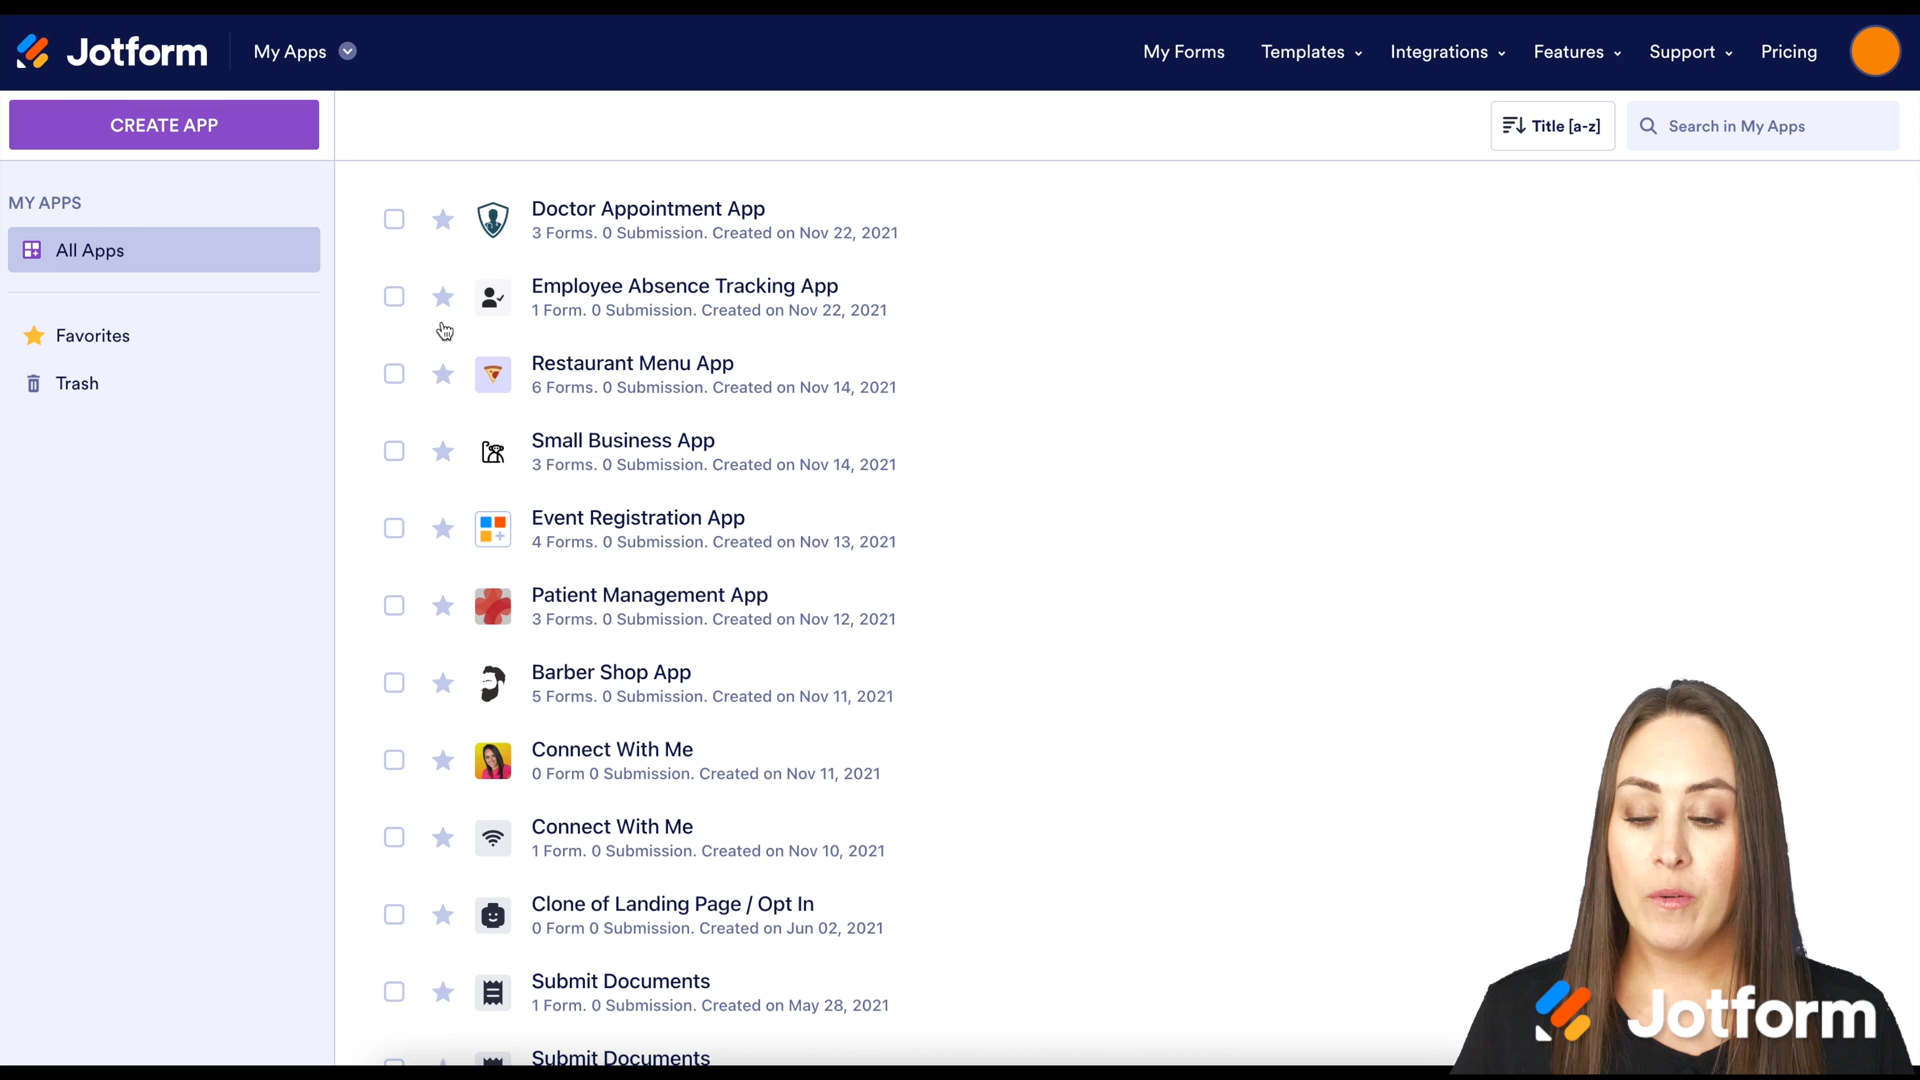 Jotform
My Apps
My Forms
Templates
Integrations
Features
Support
Pricing
CREATE APP
Title [a-z]
Search in My Apps
MY APPS
All Apps
Favorites
Trash
Doctor Appointment App
3 Forms. 0 Submission. Created on Nov 22, 2021
Employee Absence Tracking App
1 Form. 0 Submission. Created on Nov 22, 2021
Restaurant Menu App
6 Forms. 0 Submission. Created on Nov 14, 2021
Small Business App
3 Forms. 0 Submission. Created on Nov 14, 2021
Event Registration App
4 Forms. 0 Submission. Created on Nov 13, 2021
Patient Management App
3 Forms. 0 Submission. Created on Nov 12, 2021
Barber Shop App
5 Forms. 0 Submission. Created on Nov 11, 2021
Connect With Me
0 Form 0 Submission. Created on Nov 11, 2021
Connect With Me
1 Form. 0 Submission. Created on Nov 10, 2021
Clone of Landing Page / Opt In
0 Form 0 Submission. Created on Jun 02, 2021
Submit Documents
1 Form. 0 Submission. Created on May 28, 2021
Submit Documents
Jotform